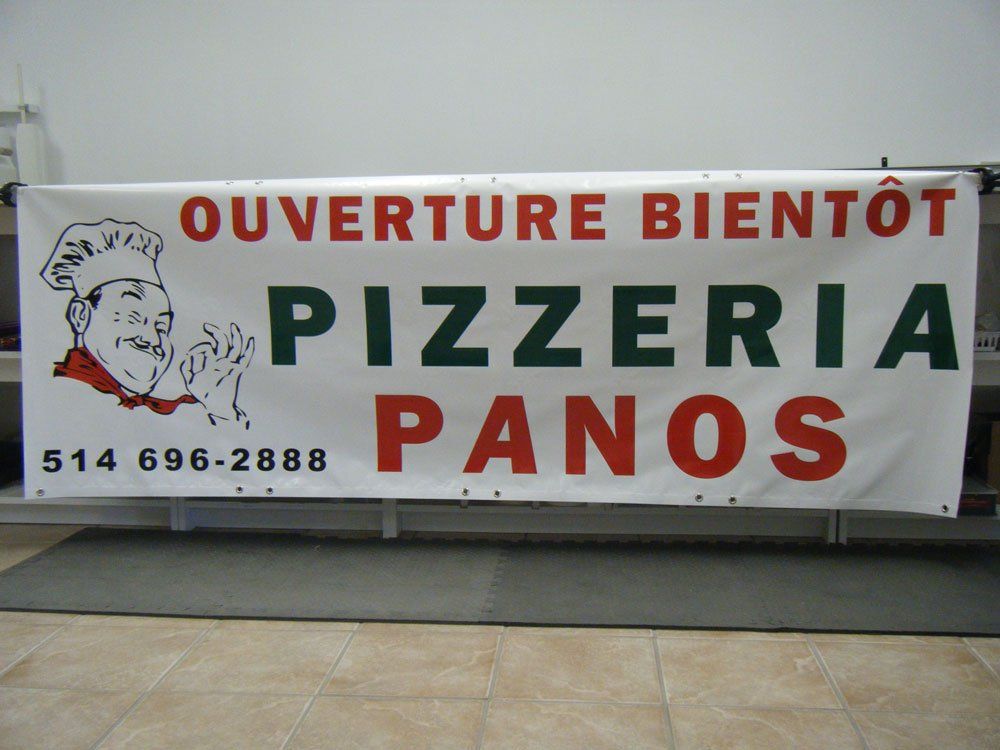 OUVERTURE BIENTÔT
PIZZERIA
PANOS
514 696-2888